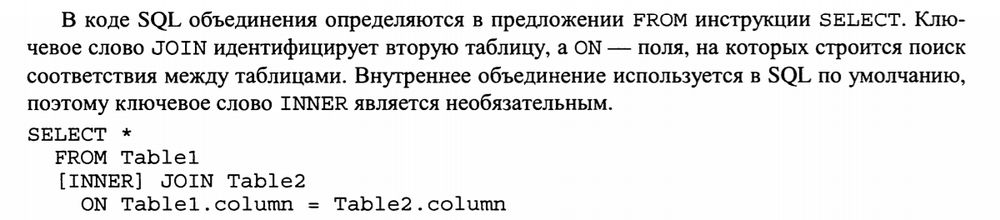 В коде SQL объединения определяются в предложении FROM инструкции SELECT. Клю-
чевое слово JOIN идентифицирует вторую таблицу, а ON — поля, на которых строится поиск
соответствия между таблицами. Внутреннее объединение используется в SQL по умолчанию,
поэтому ключевое слово INNER является необязательным.
SELECT *
  FROM Table1
  [INNER] JOIN Table2
    ON Table1.column = Table2.column